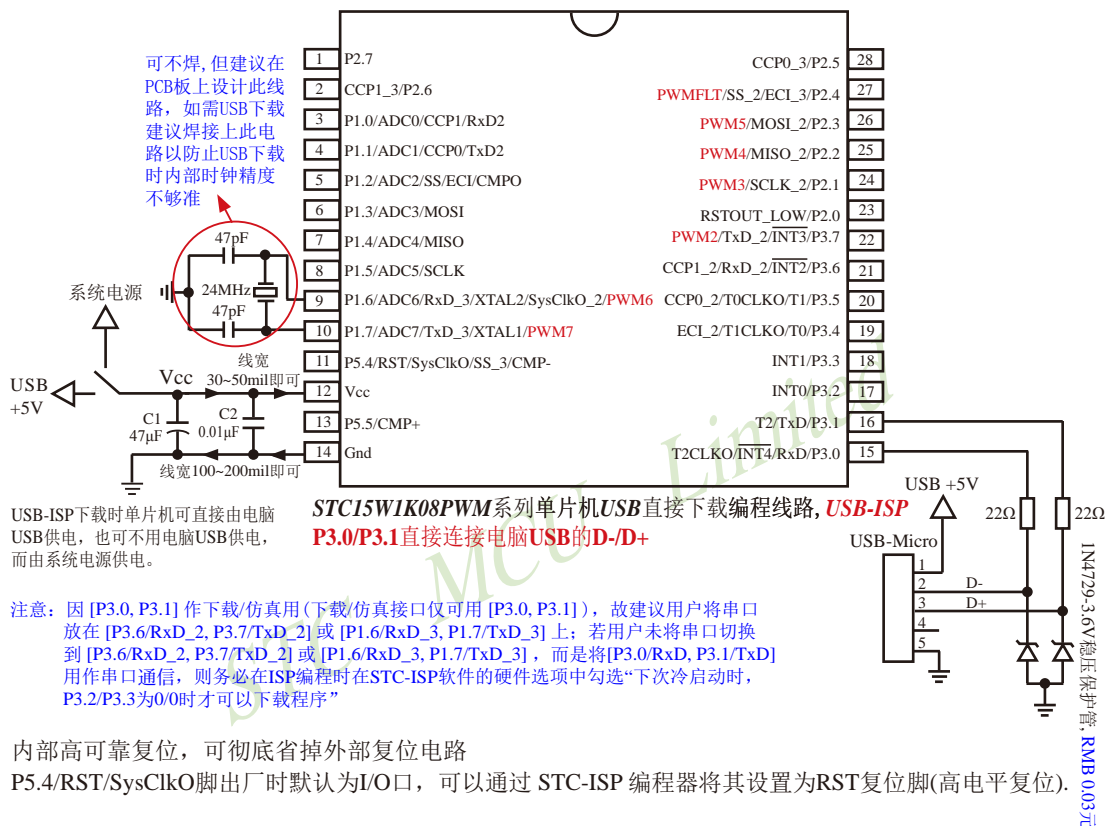 可不焊,但建议在
PCB板上设计此线
路，如需USB下载
建议焊接上此电
路以防止USB下载
时内部时钟精度
不够准
47pF
24MHz
47pF
系统电源
USB
+5V
Vcc
线宽
30~50mil即可
C1
47μF
C2
0.01μF
线宽100~200mil即可
1 P2.7
2 CCP1_3/P2.6
3 P1.0/ADC0/CCP1/RxD2
4 P1.1/ADC1/CCP0/TxD2
5 P1.2/ADC2/SS/ECI/CMPO
6 P1.3/ADC3/MOSI
7 P1.4/ADC4/MISO
8 P1.5/ADC5/SCLK
9 P1.6/ADC6/RxD_3/XTAL2/SysClkO_2/PWM6
10 P1.7/ADC7/TxD_3/XTAL1/PWM7
11 P5.4/RST/SysClkO/SS_3/CMP-
12 Vcc
13 P5.5/CMP+
14 Gnd
CCP0_3/P2.5 28
PWMFLT/SS_2/ECI_3/P2.4 27
PWM5/MOSI_2/P2.3 26
PWM4/MISO_2/P2.2 25
PWM3/SCLK_2/P2.1 24
RSTOUT_LOW/P2.0 23
PWM2/TxD_2/INT3/P3.7 22
CCP1_2/RxD_2/INT2/P3.6 21
CCP0_2/T0CLKO/T1/P3.5 20
ECI_2/T1CLKO/T0/P3.4 19
INT1/P3.3 18
INT0/P3.2 17
T2/TxD/P3.1 16
T2CLKO/INT4/RxD/P3.0 15
STC MCU Limited
USB-ISP下载时单片机可直接由电脑
USB供电，也可不用电脑USB供电，
而由系统电源供电。
STC15W1K08PWM系列单片机USB直接下载编程线路, USB-ISP
P3.0/P3.1直接连接电脑USB的D-/D+
USB +5V
USB-Micro
1
2
3
4
5
D-
D+
22Ω
22Ω
1N4729-3.6V稳压保护管, RMB 0.03元
注意：因 [P3.0, P3.1] 作下载/仿真用(下载/仿真接口仅可用 [P3.0, P3.1] )，故建议用户将串口
放在 [P3.6/RxD_2, P3.7/TxD_2] 或 [P1.6/RxD_3, P1.7/TxD_3] 上；若用户未将串口切换
到 [P3.6/RxD_2, P3.7/TxD_2] 或 [P1.6/RxD_3, P1.7/TxD_3] ，而是将[P3.0/RxD, P3.1/TxD]
用作串口通信，则务必在ISP编程时在STC-ISP软件的硬件选项中勾选“下次冷启动时，
P3.2/P3.3为0/0时才可以下载程序”
内部高可靠复位，可彻底省掉外部复位电路
P5.4/RST/SysClkO脚出厂时默认为I/O口，可以通过 STC-ISP 编程器将其设置为RST复位脚(高电平复位).